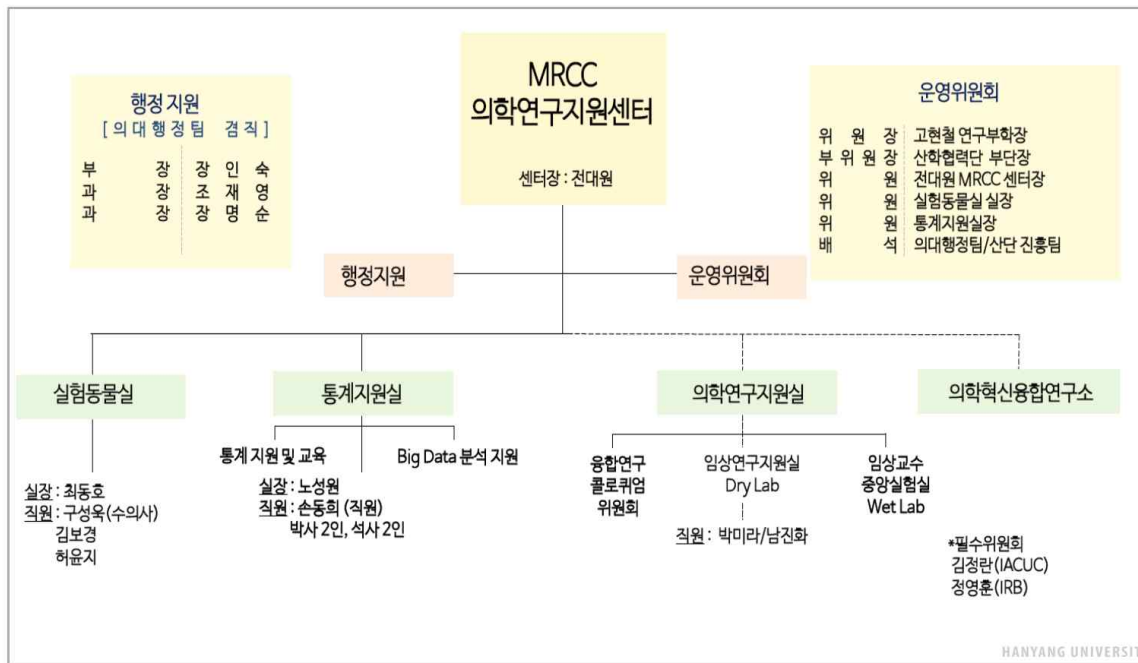 MRCC
의학연구지원센터
센터장 : 전대원
행정 지원
[ 의 대 행 정 팀 겸 직 ]
부 장 장 인 숙
과 장 조 재 영
과 장 장 명 순
운영위원회
위 원 장 고현철 연구부학장
부 위 원 장 산학협력단 부단장
위 원 전대원 MRCC 센터장
위 원 실험동물실 실장
위 원 통계지원실장
배 석 의대행정팀/산단 진흥팀
행정지원
운영위원회
실험동물실
통계지원실
의학연구지원실
의학혁신융합연구소
실장 : 최동호
직원 : 구성욱 (수의사)
김보경
허윤지
통계 지원 및 교육
Big Data 분석 지원
실장 : 노성원
직원 : 손동희 (직원)
박사 2인, 석사 2인
융합연구
콜로퀴엄
위원회
임상연구지원실
Dry Lab
직원 : 박미라/남진화
임상교수
중앙실험실
Wet Lab
*필수위원회
김정란 (IACUC)
정영훈 (IRB)